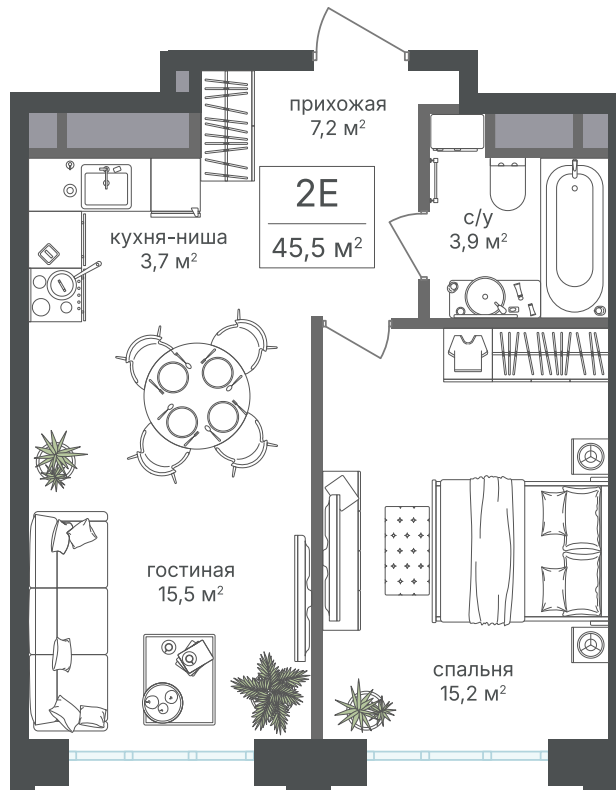 прихожая
7,2 м²
2Е
45,5 м²
с/у
3,9 м²
кухня-ниша
3,7 м²
гостиная
15,5 м²
спальня
15,2 м²